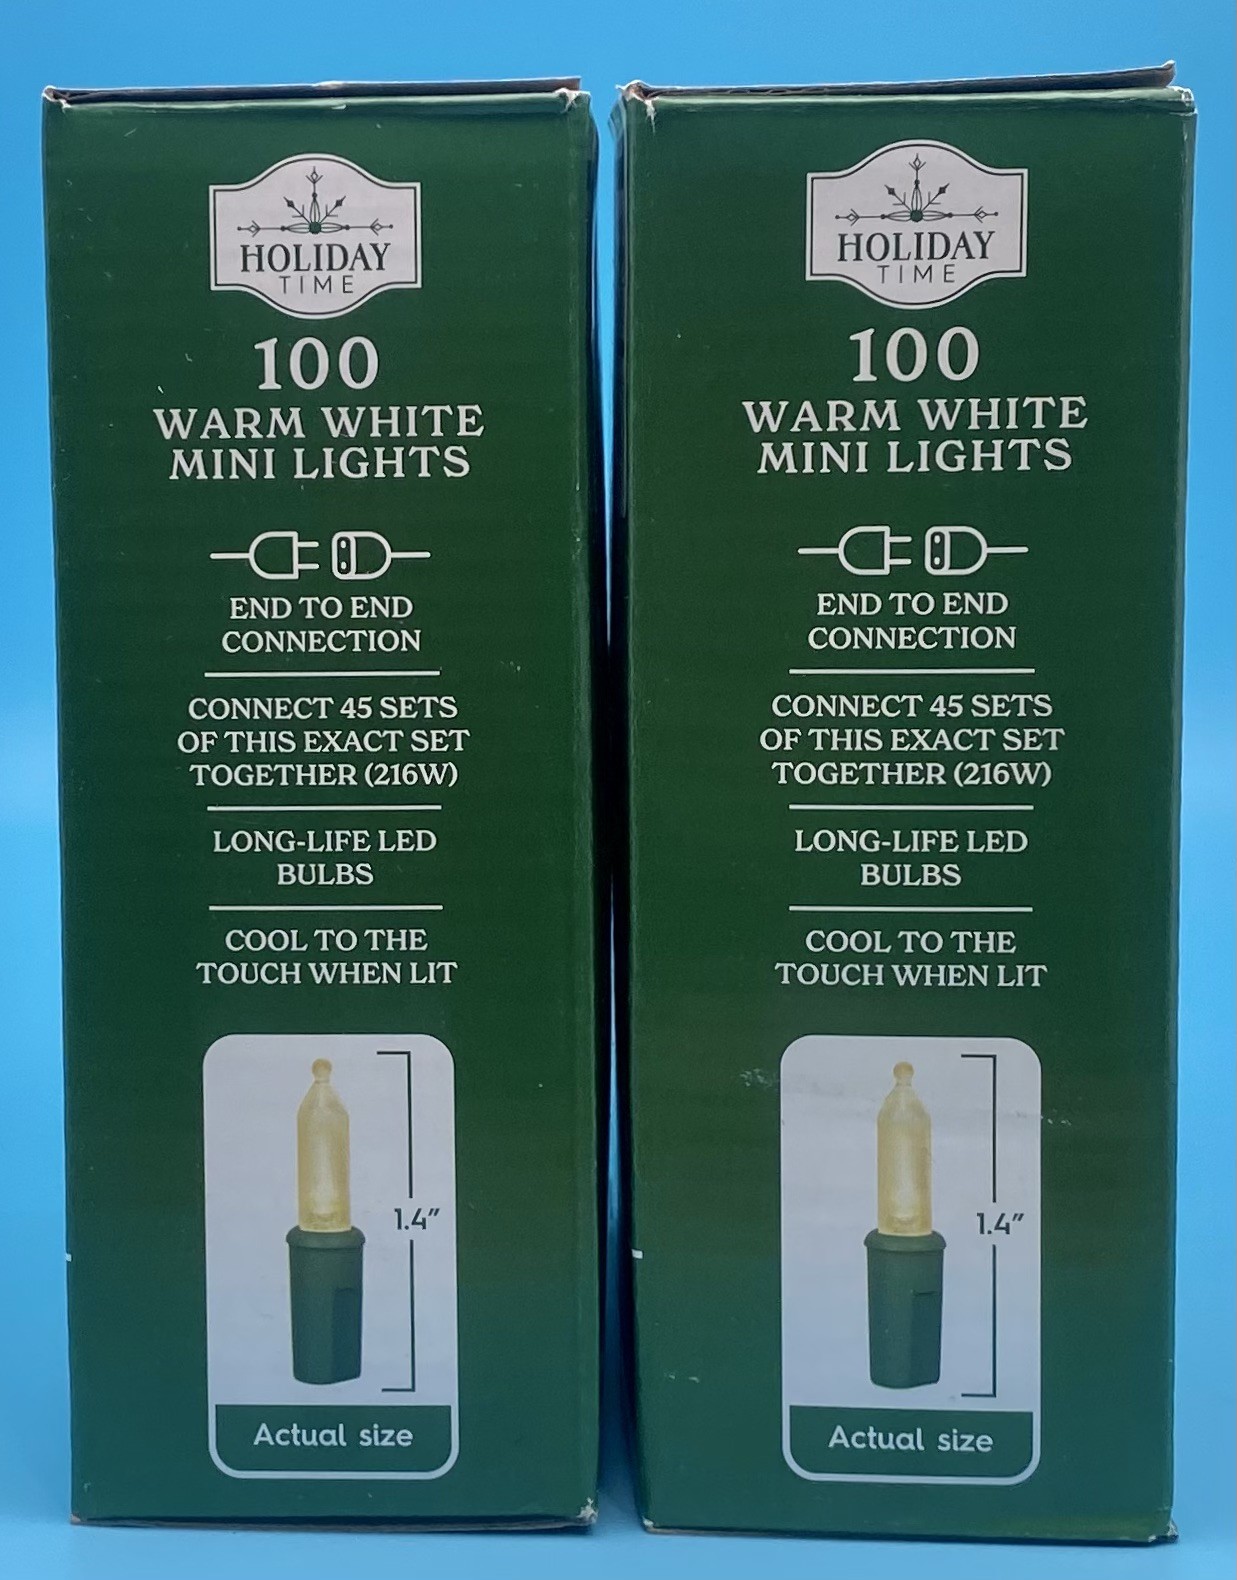 HOLIDAY
TIME
100
WARM WHITE
MINI LIGHTS
END TO END
CONNECTION
CONNECT 45 SETS
OF THIS EXACT SET
TOGETHER (216W)
LONG-LIFE LED
BULBS
COOL TO THE
TOUCH WHEN LIT
1.4”
Actual size
HOLIDAY
TIME
100
WARM WHITE
MINI LIGHTS
END TO END
CONNECTION
CONNECT 45 SETS
OF THIS EXACT SET
TOGETHER (216W)
LONG-LIFE LED
BULBS
COOL TO THE
TOUCH WHEN LIT
1.4”
Actual size